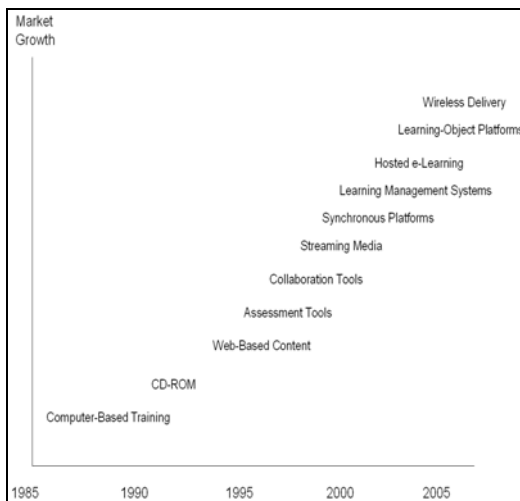 Market
Growth
Wireless Delivery
Learning-Object Platforms
Hosted e-Learning
Learning Management Systems
Synchronous Platforms
Streaming Media
Collaboration Tools
Assessment Tools
Web-Based Content
CD-ROM
Computer-Based Training
1985 1990 1995 2000 2005